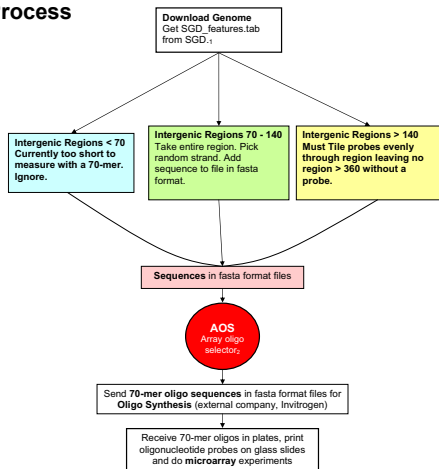 rocess
Download Genome
Get SGD_features.tab
from SGD.1
Intergenic Regions < 70
Currently too short to
measure with a 70-mer.
Ignore.
Intergenic Regions 70 - 140
Take entire region. Pick
random strand. Add
sequence to file in fasta
format.
Intergenic Regions > 140
Must Tile probes evenly
through region leaving no
region > 360 without a
probe.
Sequences in fasta format files
AOS
Array oligo
selector2
Send 70-mer oligo sequences in fasta format files for
Oligo Synthesis (external company, Invitrogen)
Receive 70-mer oligos in plates, print
oligonucleotide probes on glass slides
and do microarray experiments